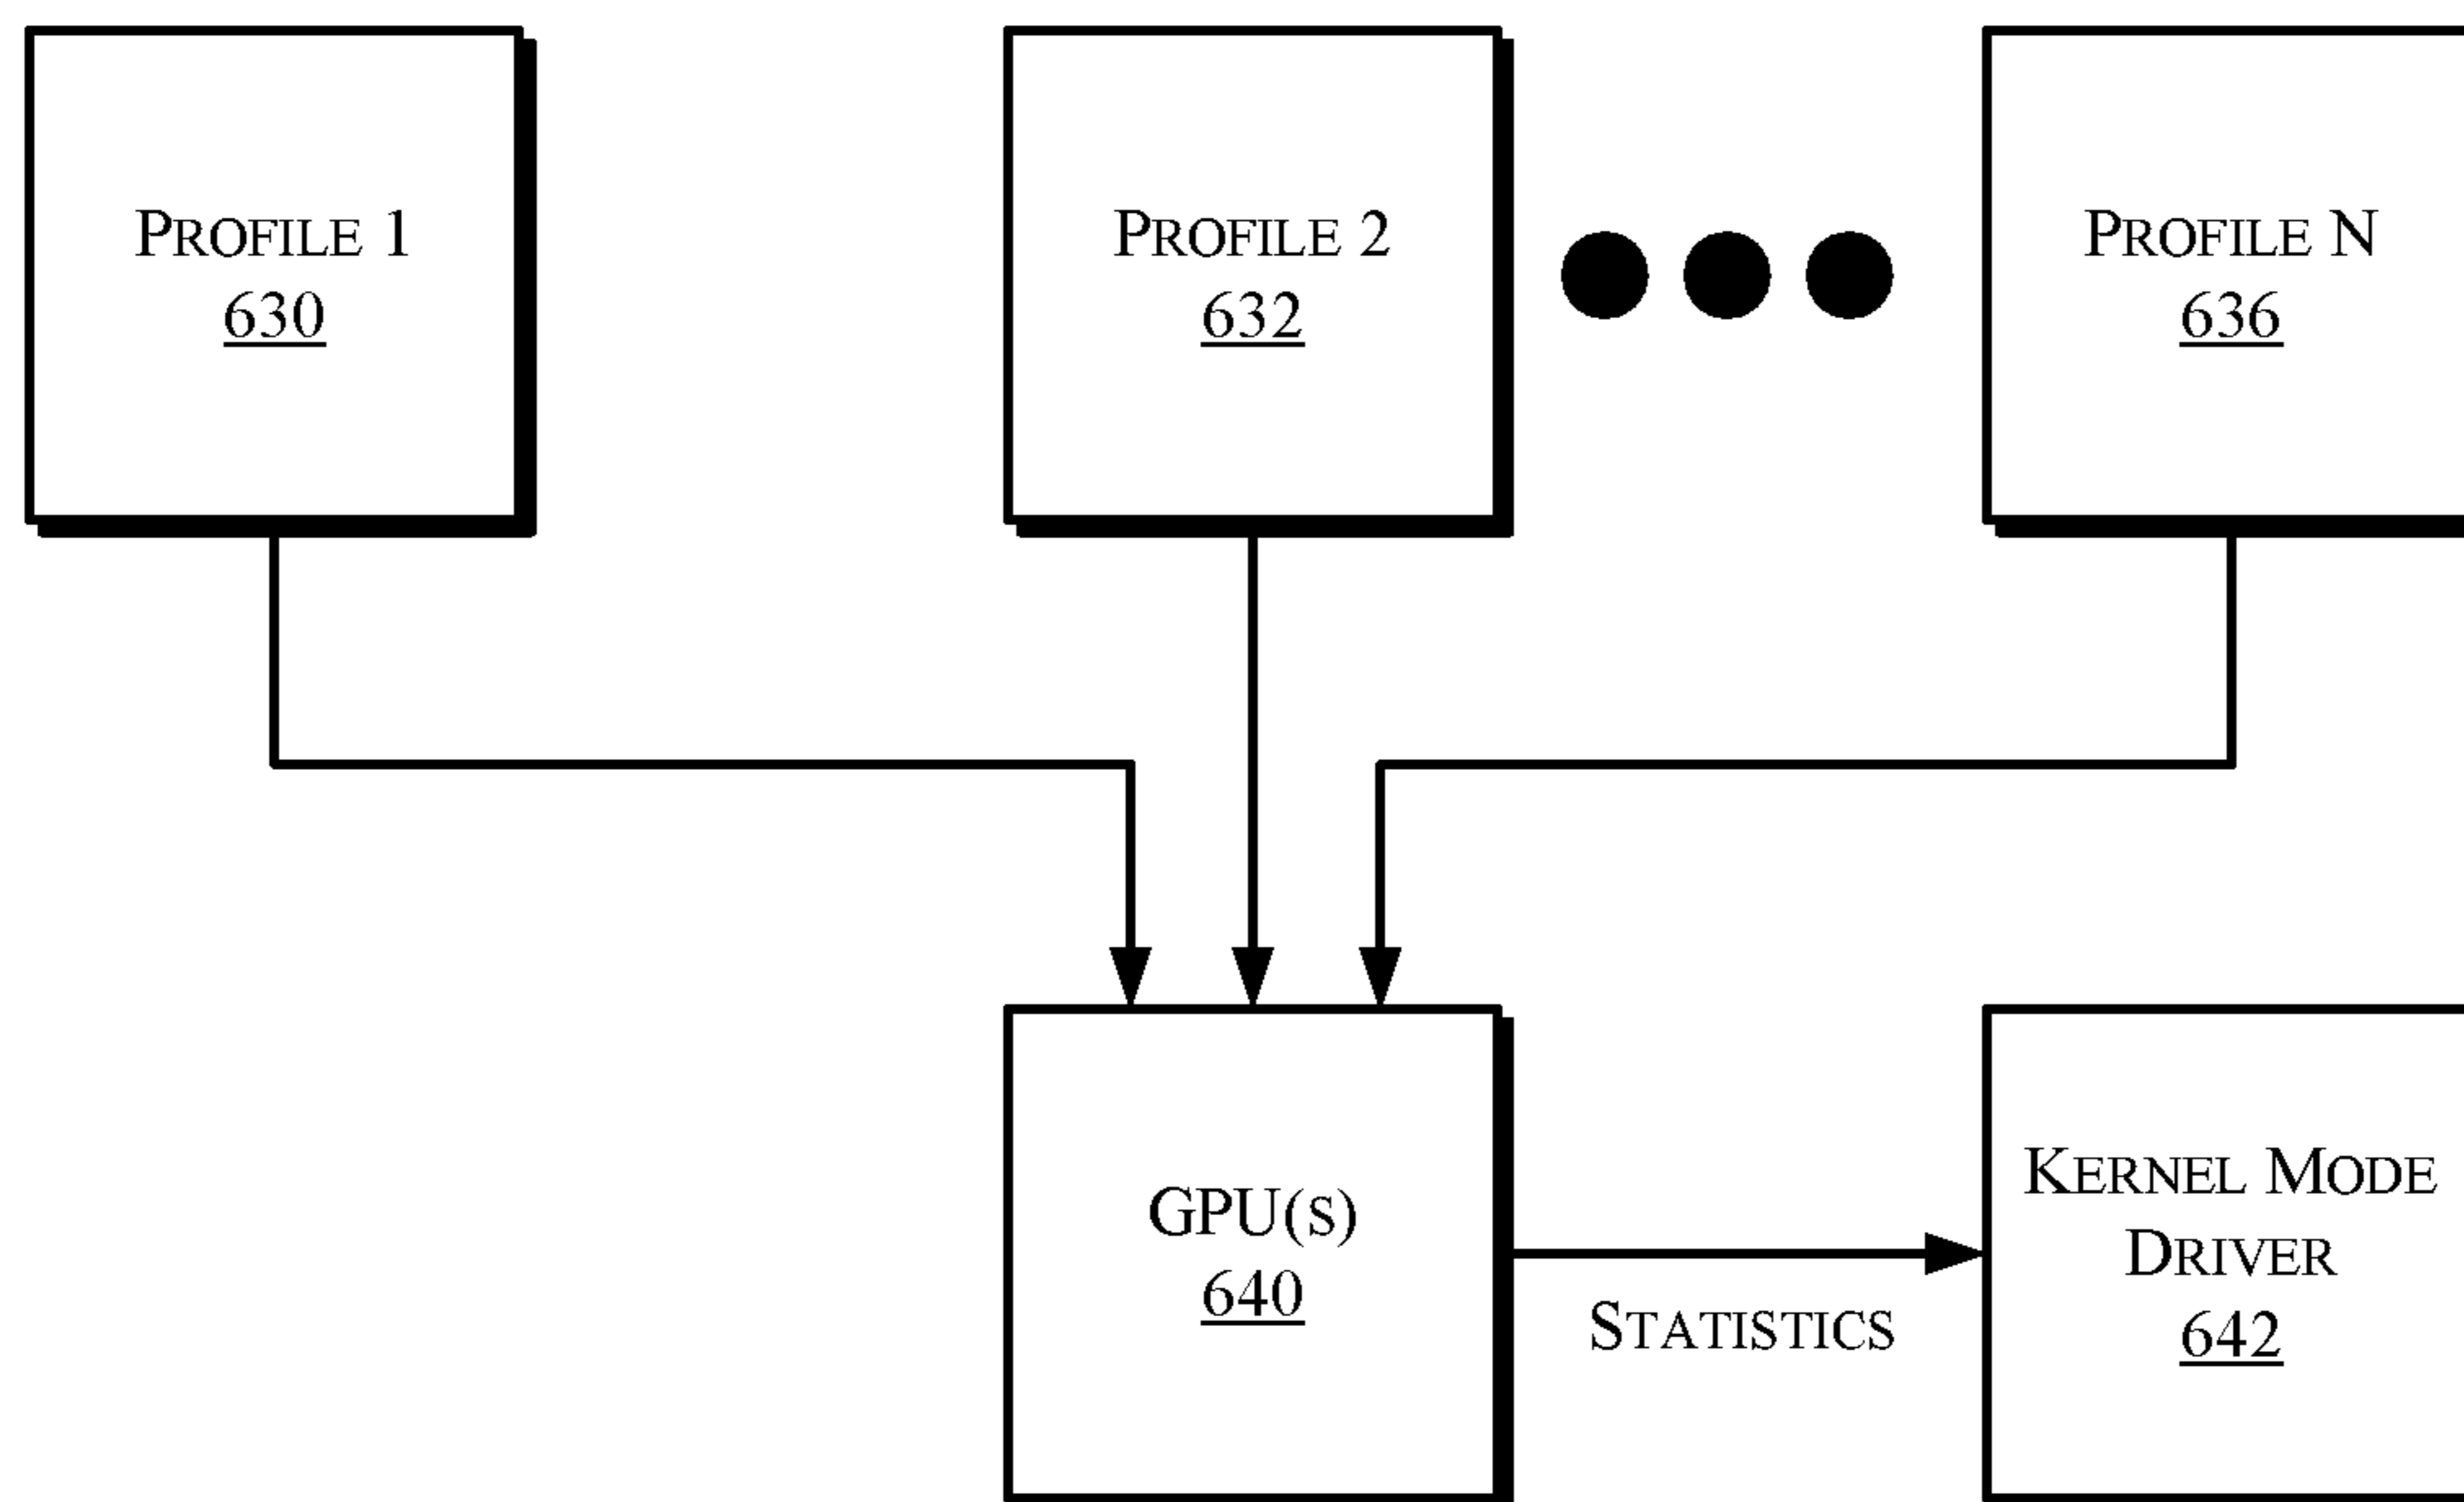 PROFILE 1
630
PROFILE 2
632
PROFILE N
636
GPU(S)
640
STATISTICS
KERNEL MODE
DRIVER
642